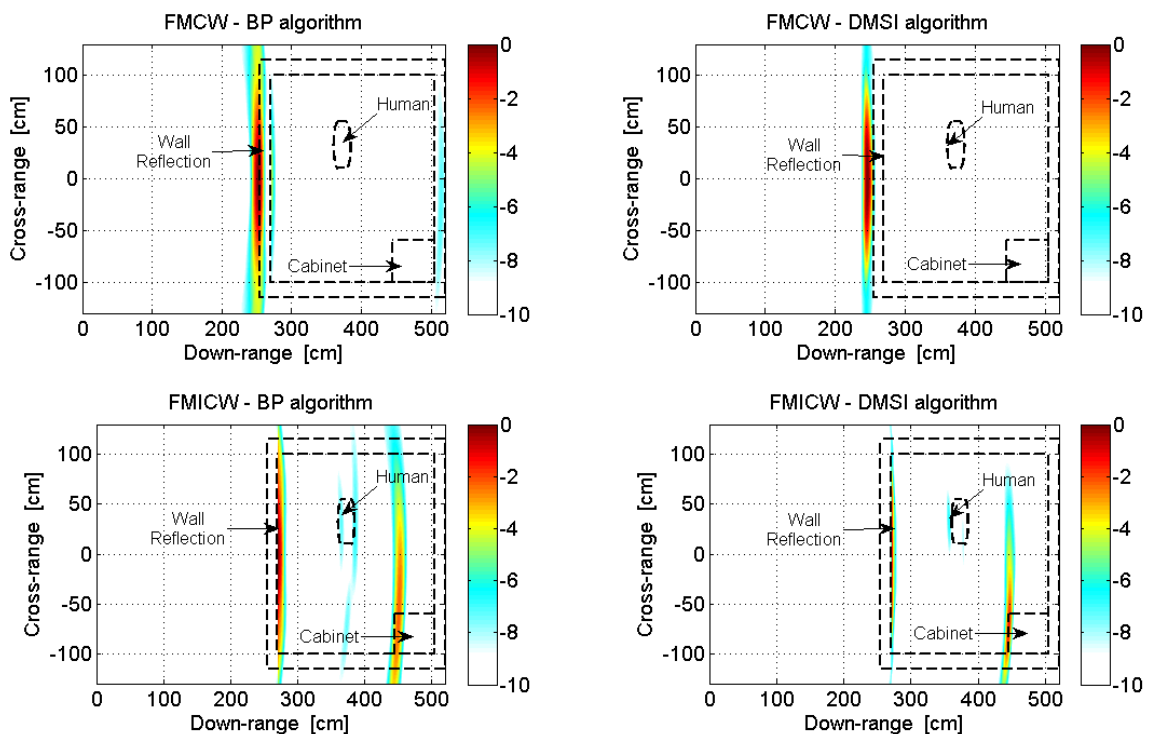 FMCW - BP algorithm
Cross-range [cm]
100
50
0
-50
-100
Wall
Reflection
Human
Cabinet
0
-2
-4
-6
-8
-10
0 100 200 300 400 500
Down-range [cm]
FMCW - DMSI algorithm
Cross-range [cm]
100
50
0
-50
-100
Wall
Reflection
Human
Cabinet
0
-2
-4
-6
-8
-10
0 100 200 300 400 500
Down-range [cm]
FMICW - BP algorithm
Cross-range [cm]
100
50
0
-50
-100
Wall
Reflection
Human
Cabinet
0
-2
-4
-6
-8
-10
0 100 200 300 400 500
Down-range [cm]
FMICW - DMSI algorithm
Cross-range [cm]
100
50
0
-50
-100
Wall
Reflection
Human
Cabinet
0
-2
-4
-6
-8
-10
0 100 200 300 400 500
Down-range [cm]